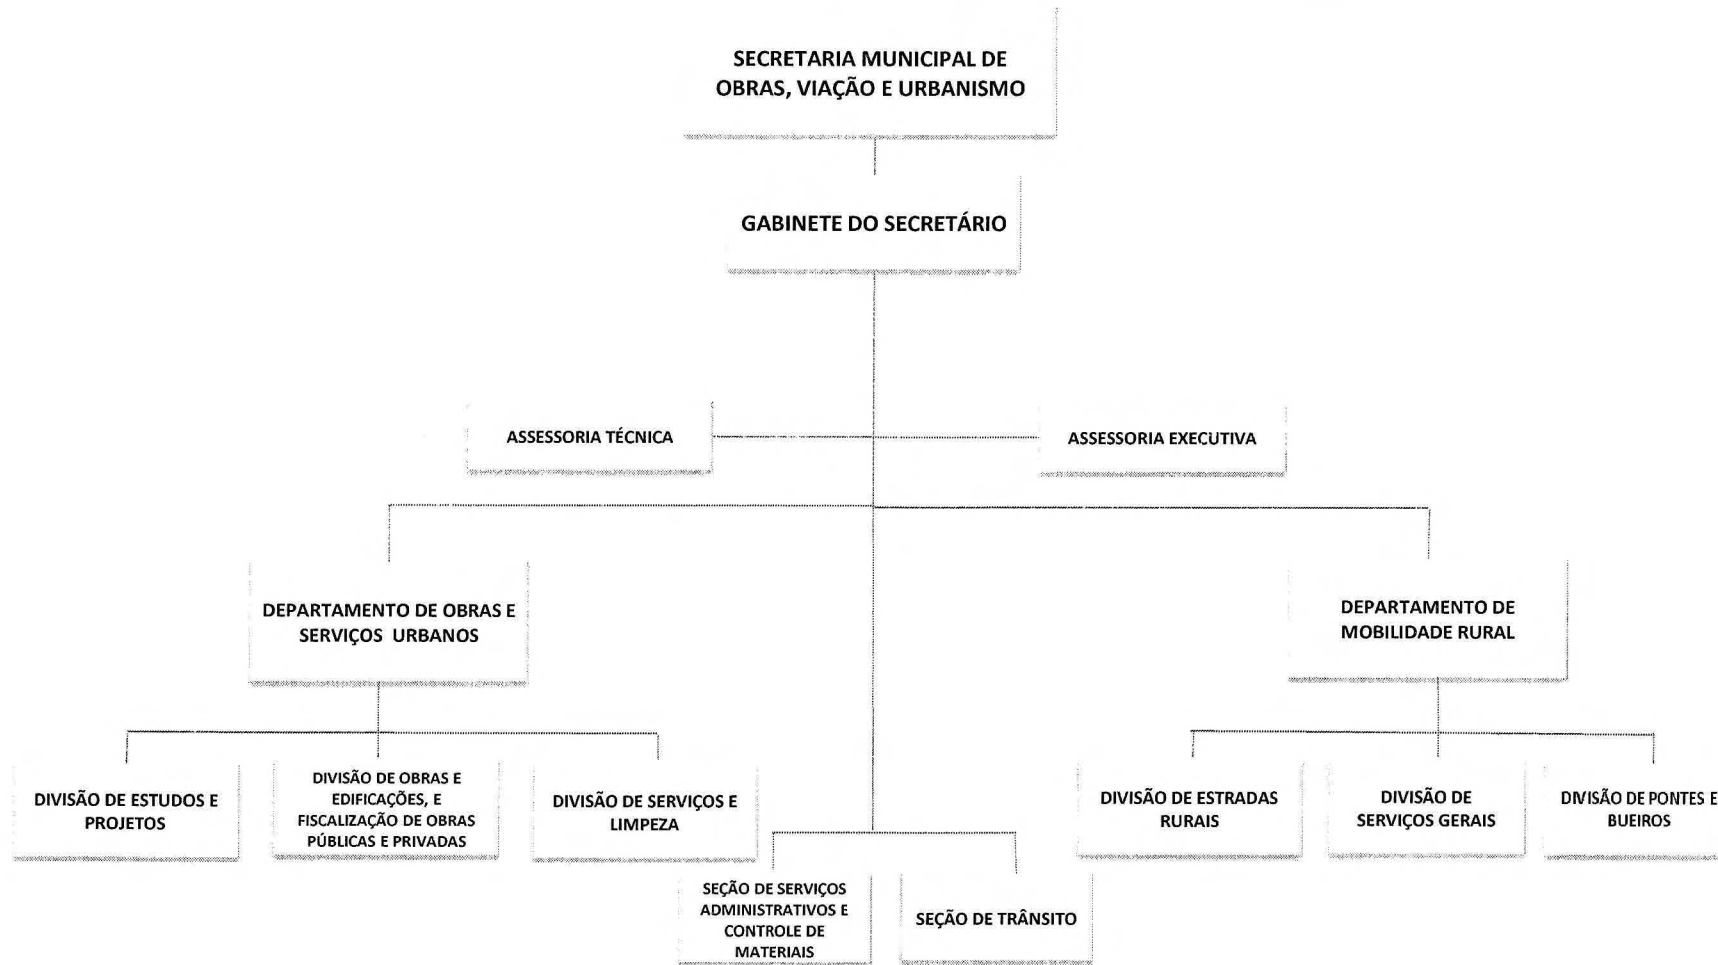 SECRETARIA MUNICIPAL DE
OBRAS, VIAÇÃO E URBANISMO
GABINETE DO SECRETÁRIO
ASSESSORIA TÉCNICA
ASSESSORIA EXECUTIVA
DEPARTAMENTO DE OBRAS E
SERVIÇOS URBANOS
DEPARTAMENTO DE
MOBILIDADE RURAL
DIVISÃO DE ESTUDOS E
PROJETOS
DIVISÃO DE OBRAS E
EDIFICAÇÕES, E
FISCALIZAÇÃO DE OBRAS
PÚBLICAS E PRIVADAS
DIVISÃO DE SERVIÇOS E
LIMPEZA
DIVISÃO DE ESTRADAS
RURAIS
DIVISÃO DE
SERVIÇOS GERAIS
DIVISÃO DE PONTES E
BUEIROS
SEÇÃO DE SERVIÇOS
ADMINISTRATIVOS E
CONTROLE DE
MATERIAIS
SEÇÃO DE TRÂNSITO